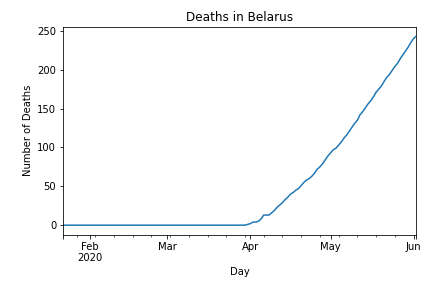 Deaths in Belarus
250
200
150
100
50
0
Number of Deaths
Feb
2020
Mar
Apr
May
Jun
Day